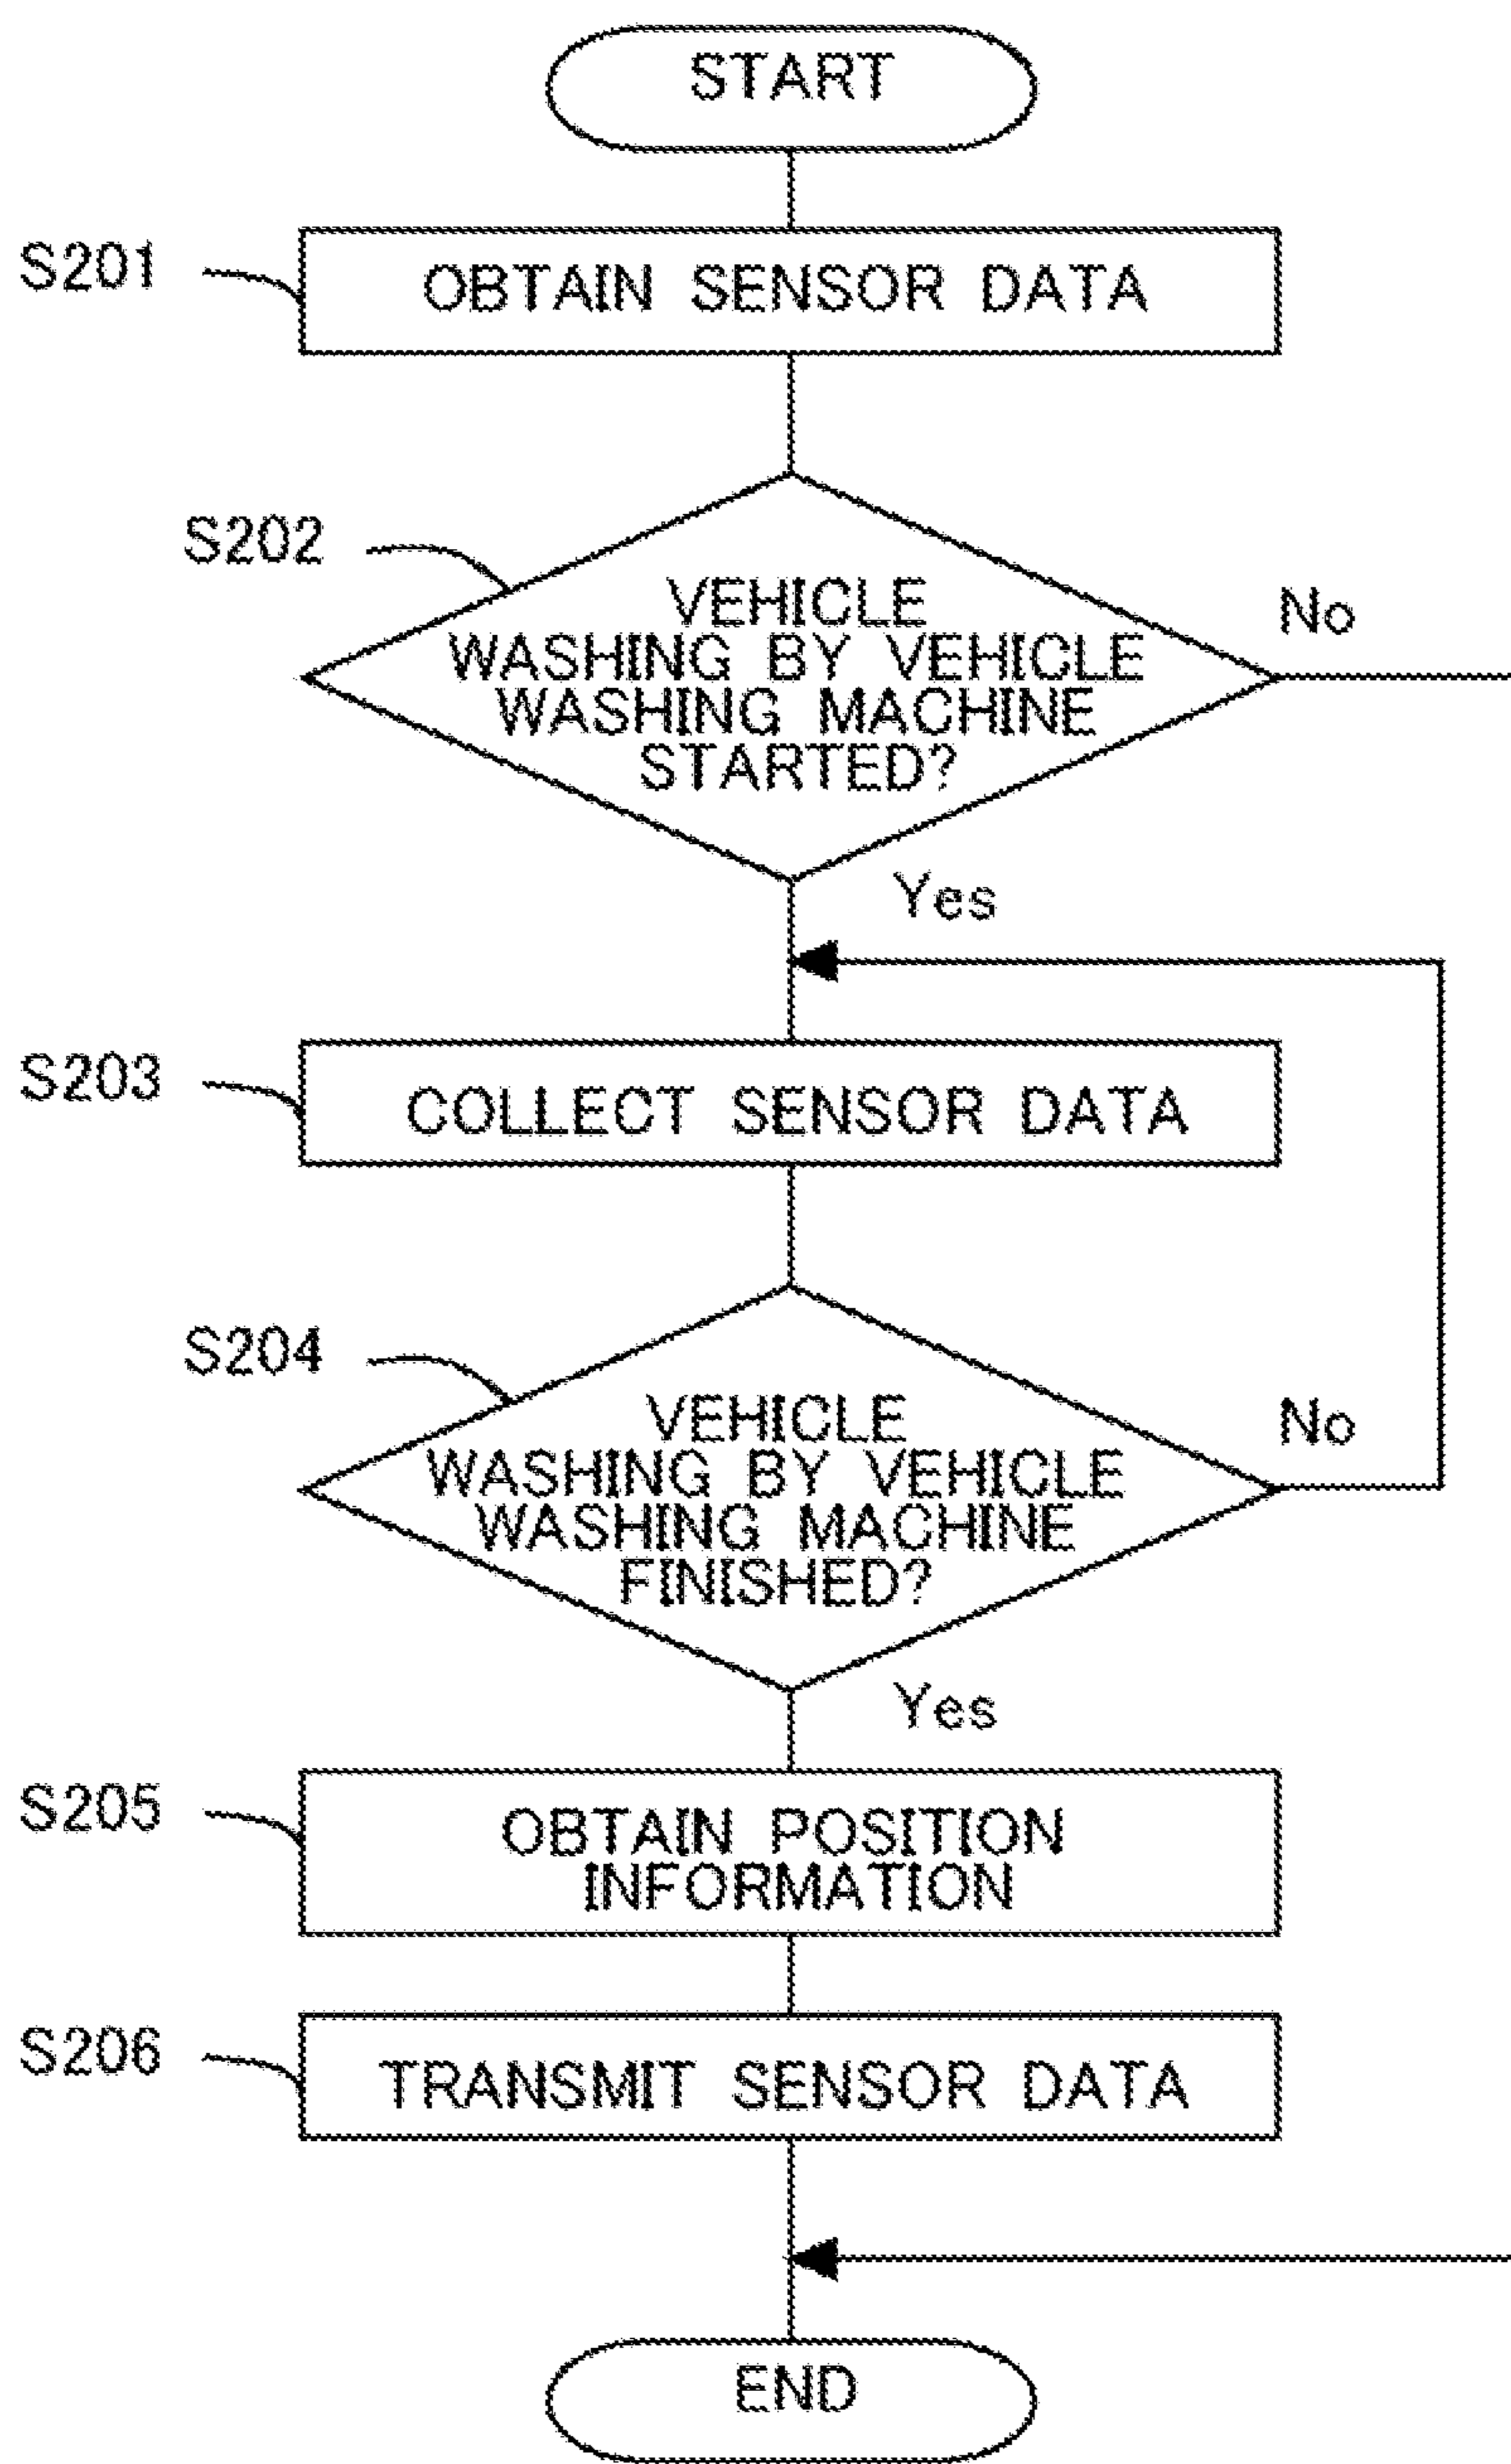 START
S201
OBTAIN SENSOR DATA
S202
VEHICLE
WASHING BY VEHICLE
WASHING MACHINE
STARTED?
No
Yes
S203
COLLECT SENSOR DATA
S204
VEHICLE
WASHING BY VEHICLE
WASHING MACHINE
FINISHED?
No
Yes
S205
OBTAIN POSITION
INFORMATION
S206
TRANSMIT SENSOR DATA
END